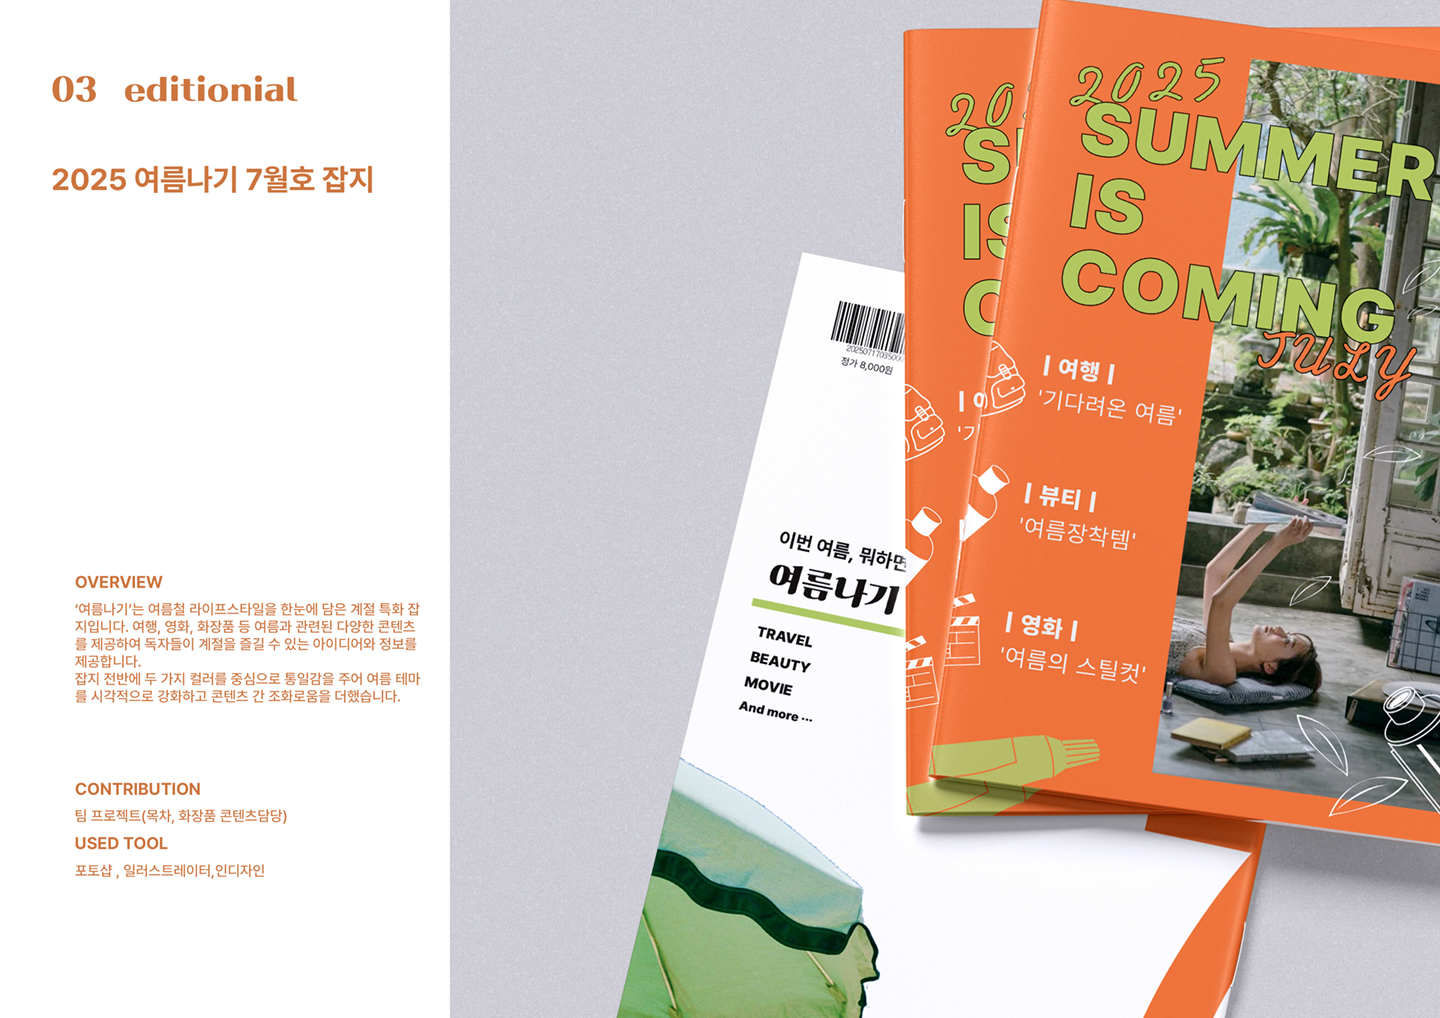 03 editionial
2025 여름나기 7월호 잡지
OVERVIEW
‘여름나기’는 여름철 라이프스타일을 한눈에 담은 계절 특화 잡
지입니다. 여행, 영화, 화장품 등 여름과 관련된 다양한 콘텐츠
를 제공하여 독자들이 계절을 즐길 수 있는 아이디어와 정보를
제공합니다.
잡지 전반에 두 가지 컬러를 중심으로 통일감을 주어 여름 테마
를 시각적으로 강화하고 콘텐츠 간 조화로움을 더했습니다.
CONTRIBUTION
팀 프로젝트(목차, 화장품 콘텐츠담당)
USED TOOL
포토샵 , 일러스트레이터,인디자인
정가 8,000원
이번 여름, 뭐하면
여름나기
TRAVEL
BEAUTY
MOVIE
And more ...
20
S
IS
C
| 여
'기
2025
SUMMER
IS
COMING
JULY
| 여행 |
'기다려온 여름'
| 뷰티 |
'여름장착템'
| 영화 |
'여름의 스틸컷'